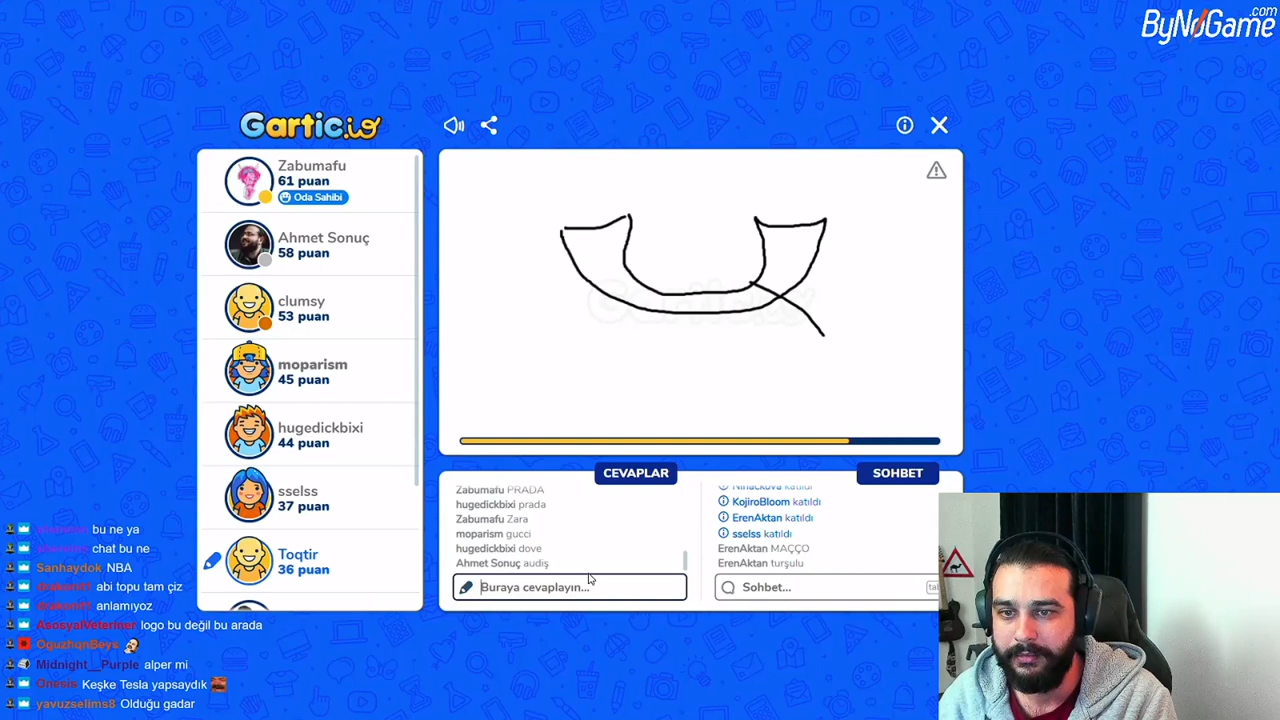 ByNoGame.com
Gartic.io
Zabumafu
61 puan
Oda Sahibi
Ahmet Sonuç
58 puan
clumsy
53 puan
moparism
45 puan
hugedickbixi
44 puan
sselss
37 puan
Toqtir
36 puan
CEVAPLAR
Zabumafu PRADA
hugedickbixi prada
Zabumafu Zara
moparism gucci
hugedickbixi dove
Ahmet Sonuç audiş
Buraya cevaplayın...
SOHBET
katıldı
KojiroBloom katıldı
ErenAktan katıldı
sselss katıldı
ErenAktan MAÇÇO
ErenAktan turşulu
Sohbet...
bu ne ya
chat bu ne
Sanhaydok NBA
abi topu tam çiz
anlamıyoz
AsosyalVeteriner logo bu değil bu arada
OguzhqnBeys
Midnight__Purple alper mi
Onesis Keşke Tesla yapsaydık
yavuzselims8 Olduğu gadar